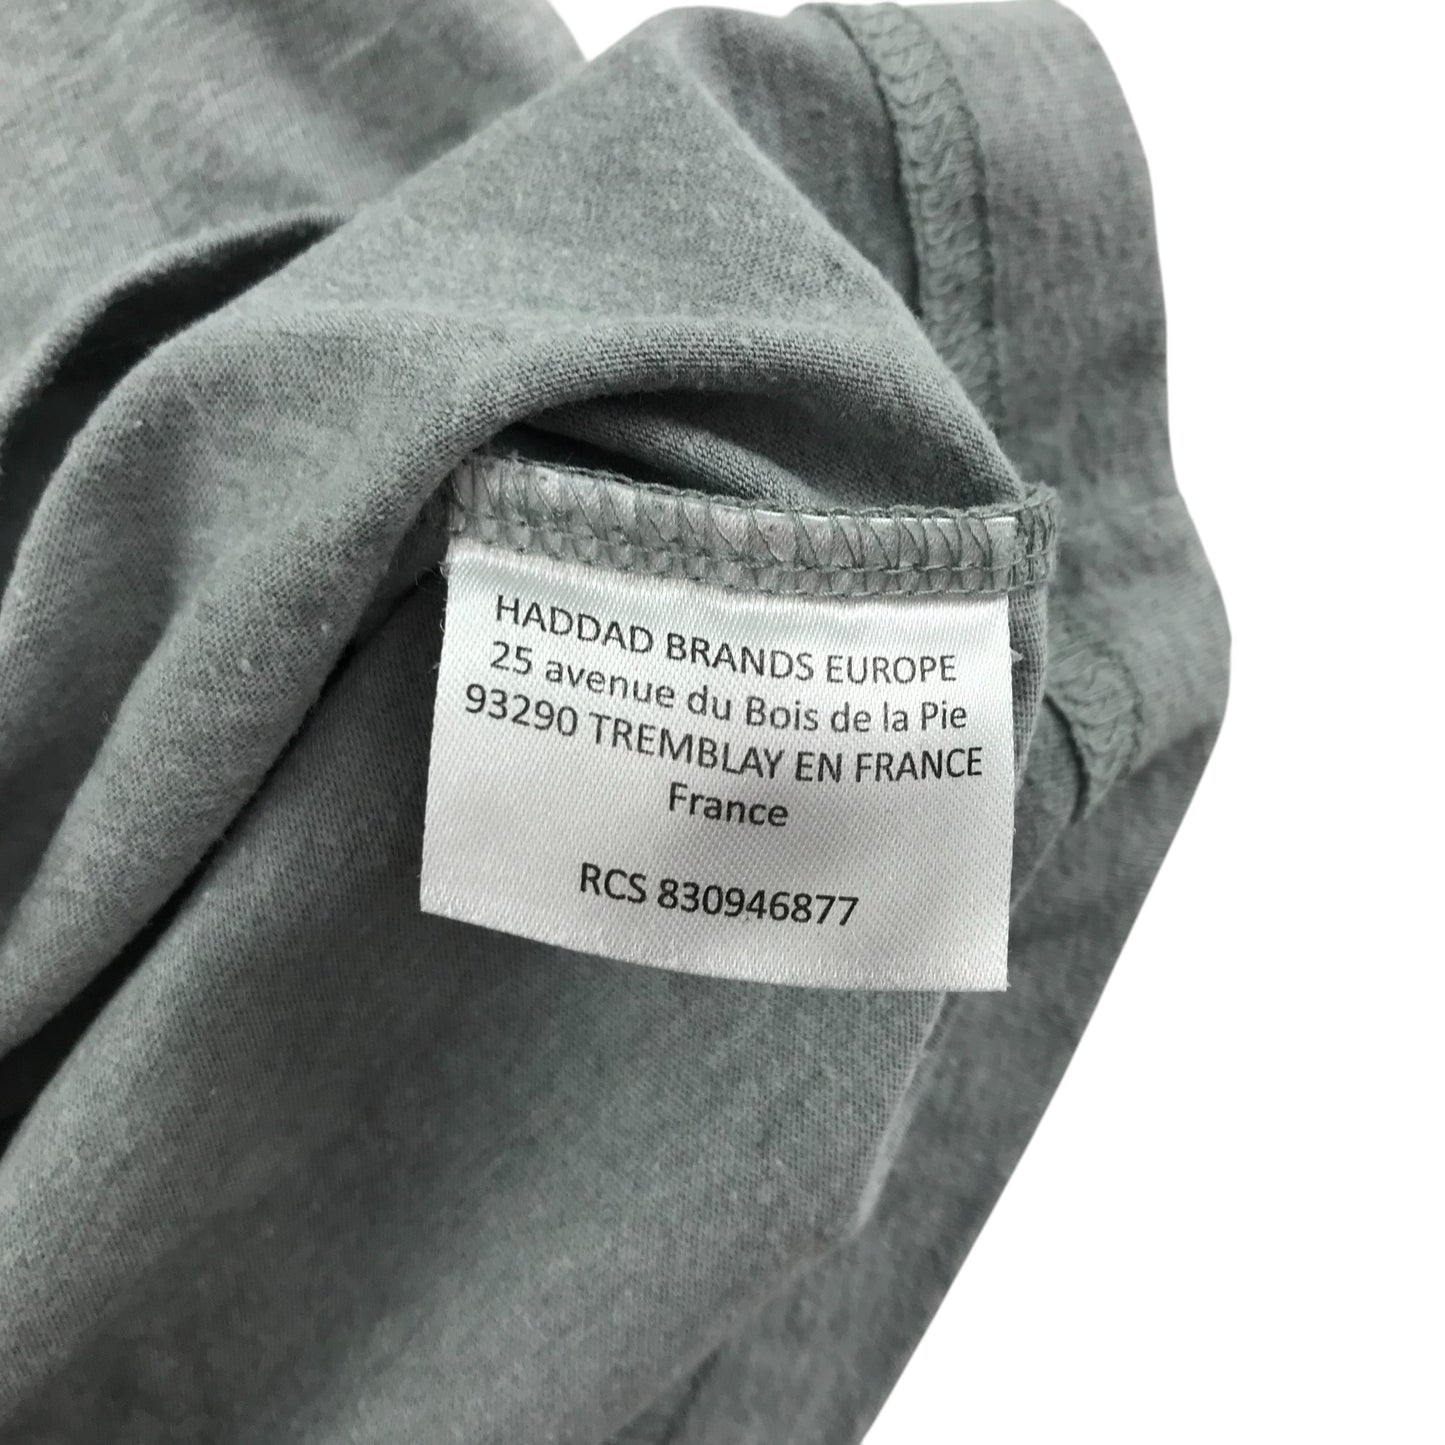 HADDAD BRANDS EUROPE
25 avenue du Bois de la Pie
93290 TREMBLAY EN FRANCE
France
RCS 830946877